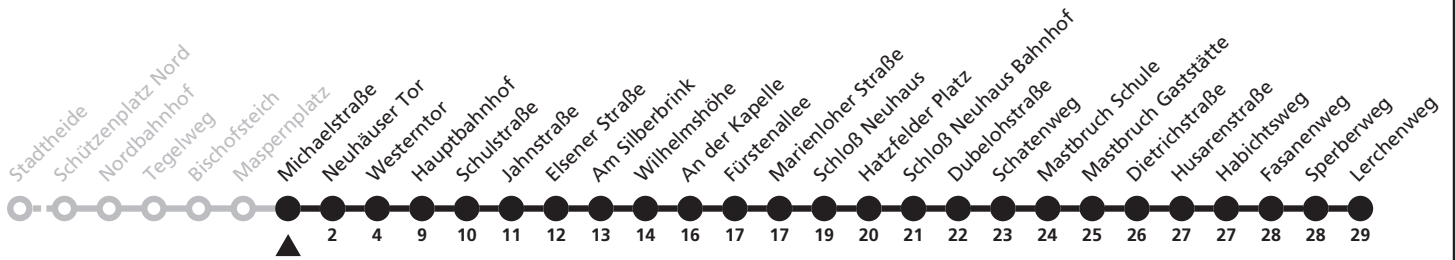 Stadtheide
Schützenplatz Nord
Nordbahnhof
Tegelweg
Bischofsteich
Maspernplatz
Michaelstraße
Neuhäuser Tor
Westerntor
Hauptbahnhof
Schulstraße
Jahnstraße
Elsener Straße
Am Silberbrink
Wilhelmshöhe
An der Kapelle
Fürstenallee
Marienloher Straße
Schloß Neuhaus
Hatzfelder Platz
Schloß Neuhaus Bahnhof
Dubelohstraße
Schatenweg
Mastbruch Schule
Mastbruch Gaststätte
Dietrichstraße
Husarenstraße
Habichtsweg
Fasanenweg
Sperberweg
Lerchenweg
2 4 9 10 11 12 13 14 16 17 17 19 20 21 22 23 24 25 26 27 27 28 28 29